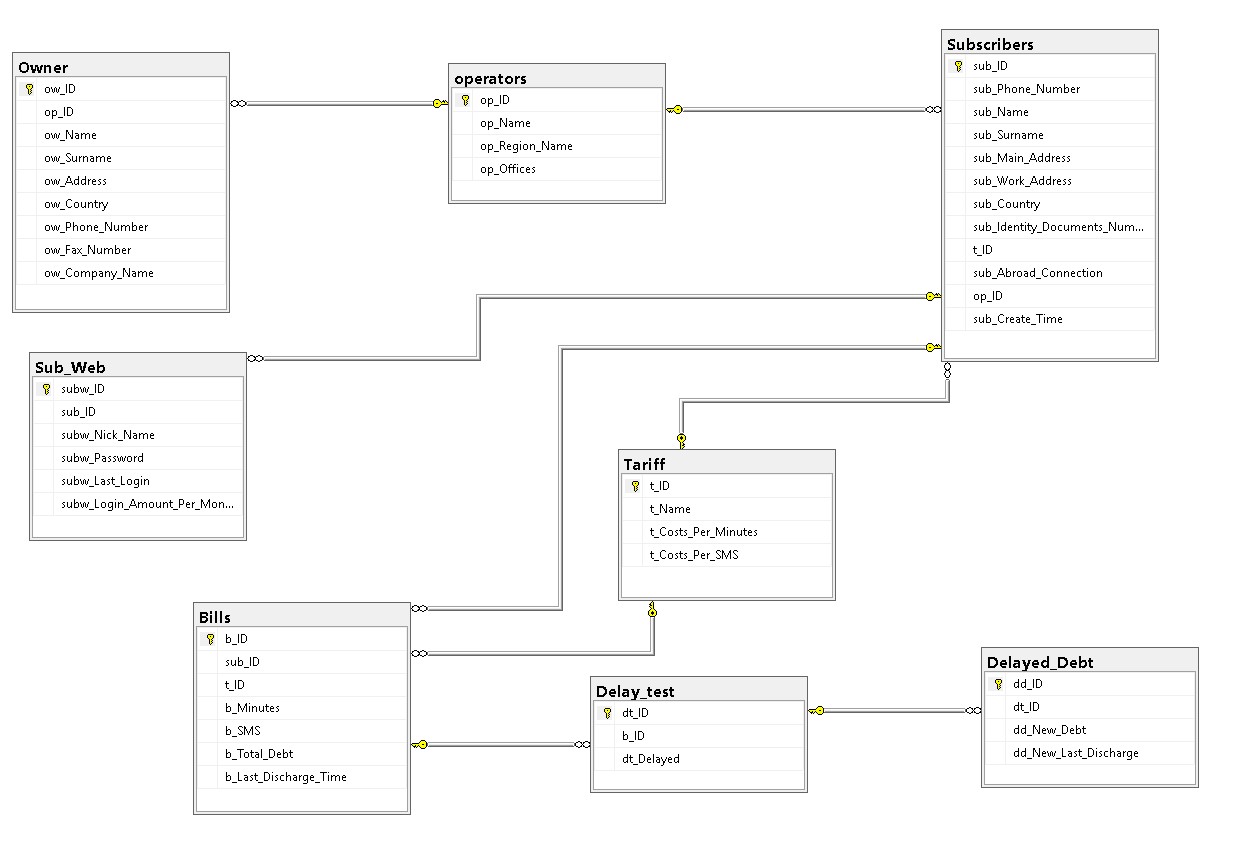 Owner
ow_ID
op_ID
ow_Name
ow_Surname
ow_Address
ow_Country
ow_Phone_Number
ow_Fax_Number
ow_Company_Name
operators
op_ID
op_Name
op_Region_Name
op_Offices
Subscribers
sub_ID
sub_Phone_Number
sub_Name
sub_Surname
sub_Main_Address
sub_Work_Address
sub_Country
sub_Identity_Documents_Num...
t_ID
sub_Abroad_Connection
op_ID
sub_Create_Time
Sub_Web
subw_ID
sub_ID
subw_Nick_Name
subw_Password
subw_Last_Login
subw_Login_Amount_Per_Mon...
Tariff
t_ID
t_Name
t_Costs_Per_Minutes
t_Costs_Per_SMS
Bills
b_ID
sub_ID
t_ID
b_Minutes
b_SMS
b_Total_Debt
b_Last_Discharge_Time
Delay_test
dt_ID
b_ID
dt_Delayed
Delayed_Debt
dd_ID
dt_ID
dd_New_Debt
dd_New_Last_Discharge